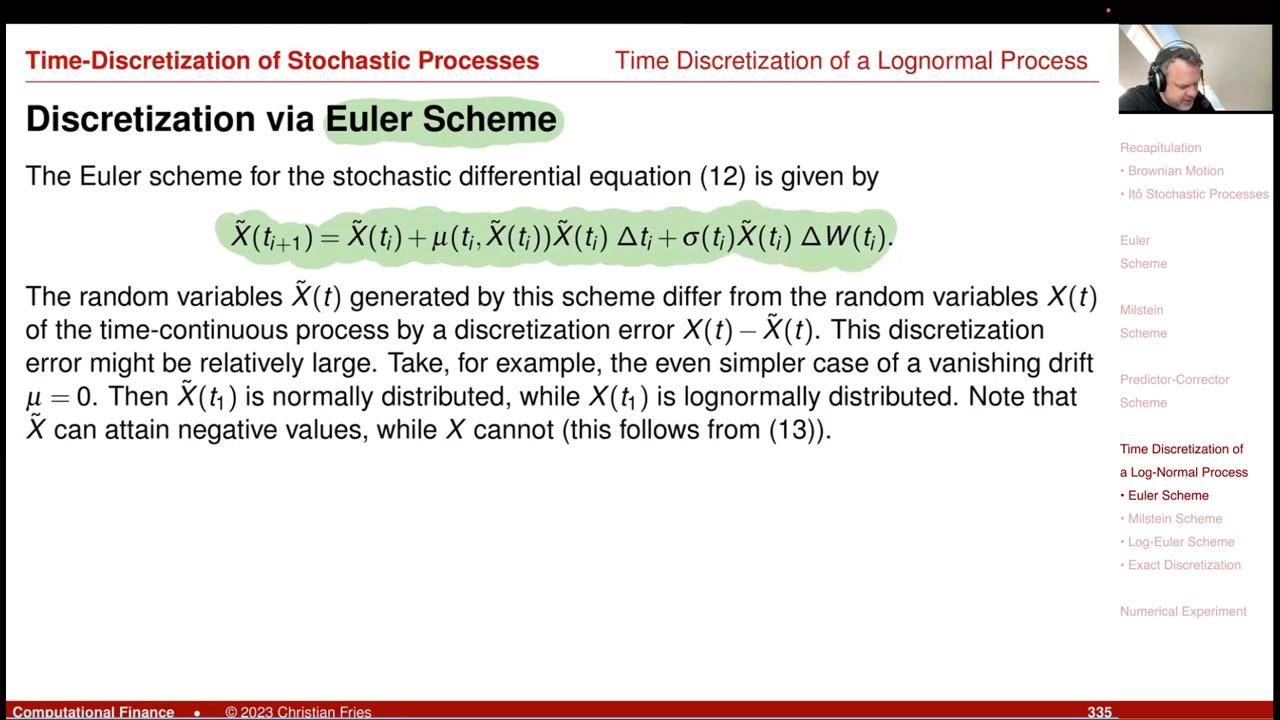 Time-Discretization of Stochastic Processes
Time Discretization of a Lognormal Process
Discretization via Euler Scheme
The Euler scheme for the stochastic differential equation (12) is given by
X̃(tᵢ₊₁) = X̃(tᵢ) + μ(tᵢ, X̃(tᵢ))X̃(tᵢ) Δtᵢ + σ(tᵢ)X̃(tᵢ) ΔW(tᵢ).
The random variables X̃(t) generated by this scheme differ from the random variables X(t)
of the time-continuous process by a discretization error X(t) − X̃(t). This discretization
error might be relatively large. Take, for example, the even simpler case of a vanishing drift
μ = 0. Then X̃(t₁) is normally distributed, while X(t₁) is lognormally distributed. Note that
X̃ can attain negative values, while X cannot (this follows from (13)).
Recapitulation
• Brownian Motion
• Itô Stochastic Processes
Euler
Scheme
Milstein
Scheme
Predictor-Corrector
Scheme
Time Discretization of
a Log-Normal Process
• Euler Scheme
• Milstein Scheme
• Log-Euler Scheme
• Exact Discretization
Numerical Experiment
Computational Finance • © 2023 Christian Fries
335